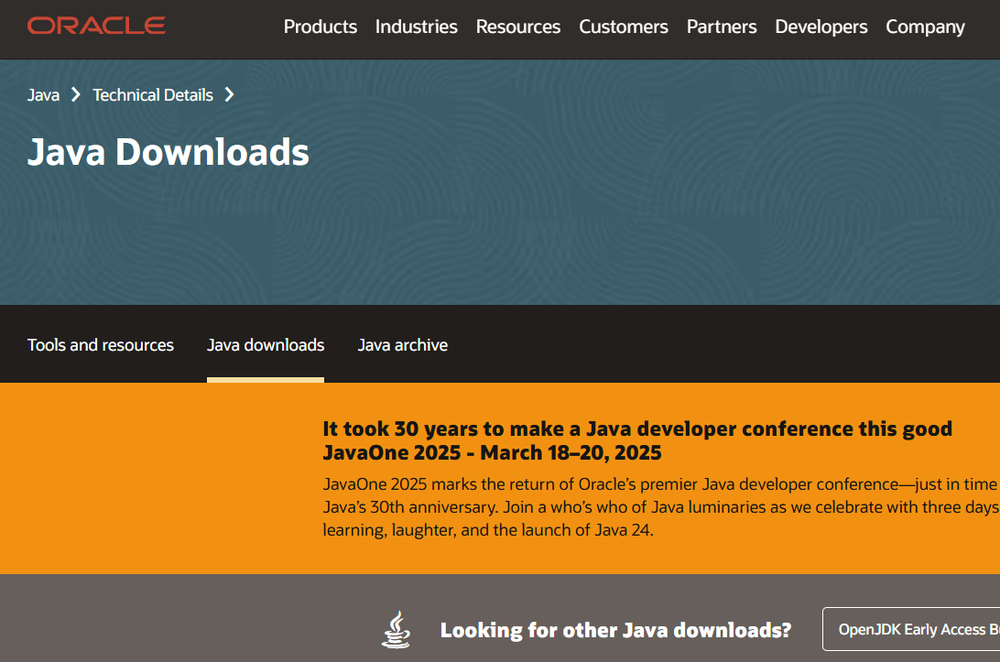 ORACLE
Products Industries Resources Customers Partners Developers Company
Java Technical Details
Java Downloads
Tools and resources Java downloads Java archive
It took 30 years to make a Java developer conference this good
JavaOne 2025 - March 18–20, 2025
JavaOne 2025 marks the return of Oracle’s premier Java developer conference—just in time
Java’s 30th anniversary. Join a who’s who of Java luminaries as we celebrate with three days
learning, laughter, and the launch of Java 24.
Looking for other Java downloads? OpenJDK Early Access